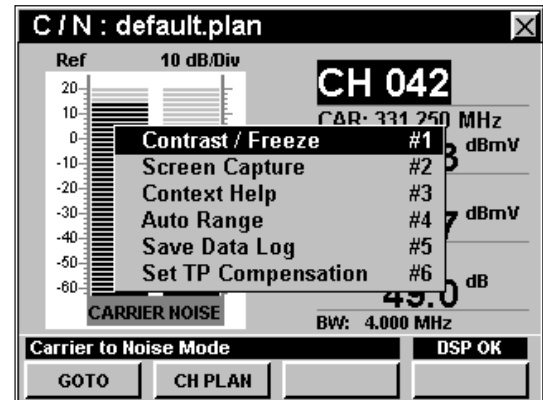 C / N : default.plan
Ref 10 dB/Div
CH 042
CAR: 331.250 MHz
20
10
0
-10
-20
-30
-40
-50
-60
dBmV
dBmV
49.0 dB
Contrast / Freeze #1
Screen Capture #2
Context Help #3
Auto Range #4
Save Data Log #5
Set TP Compensation #6
CARRIER NOISE
BW: 4.000 MHz
Carrier to Noise Mode DSP OK
GOTO CH PLAN